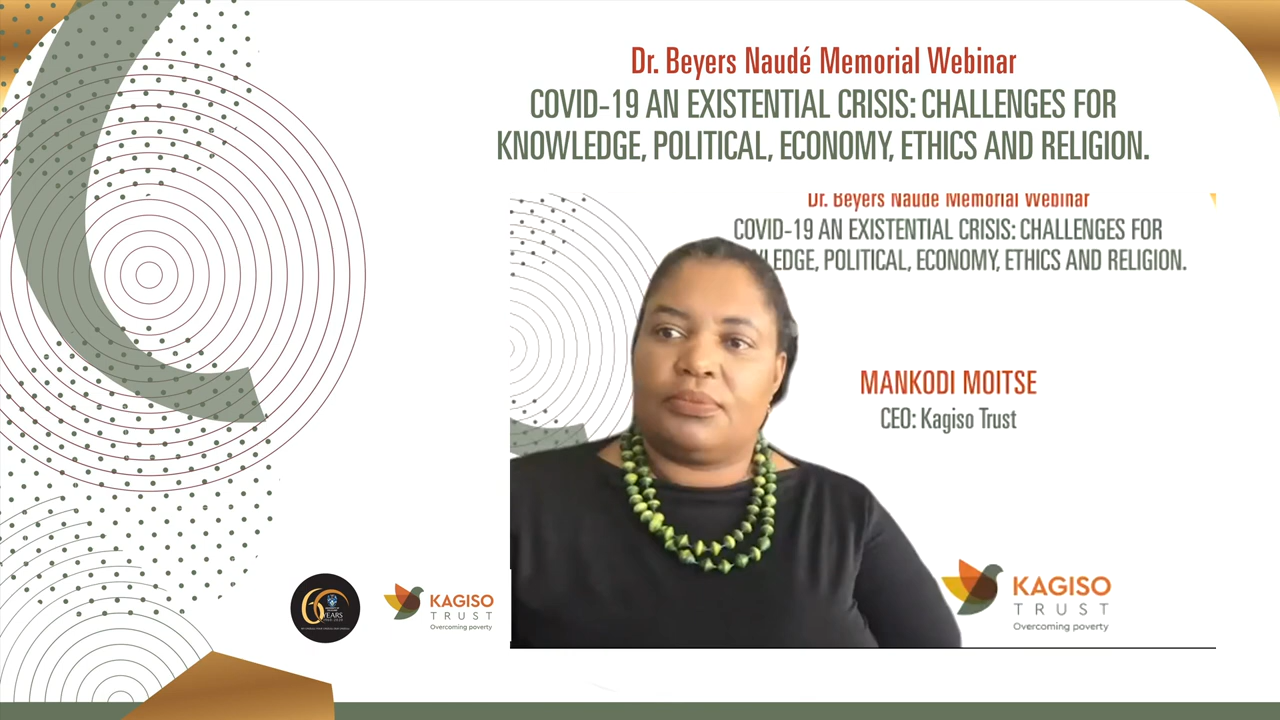 Dr. Beyers Naudé Memorial Webinar
COVID-19 AN EXISTENTIAL CRISIS: CHALLENGES FOR
KNOWLEDGE, POLITICAL, ECONOMY, ETHICS AND RELIGION.
Dr. Beyers Naudé Memorial Webinar
COVID-19 AN EXISTENTIAL CRISIS: CHALLENGES FOR
LEDGE, POLITICAL, ECONOMY, ETHICS AND RELIGION.
MANKODI MOITSE
CEO: Kagiso Trust
YEARS
KAGISO
TRUST
Overcoming poverty
KAGISO
TRUST
Overcoming poverty